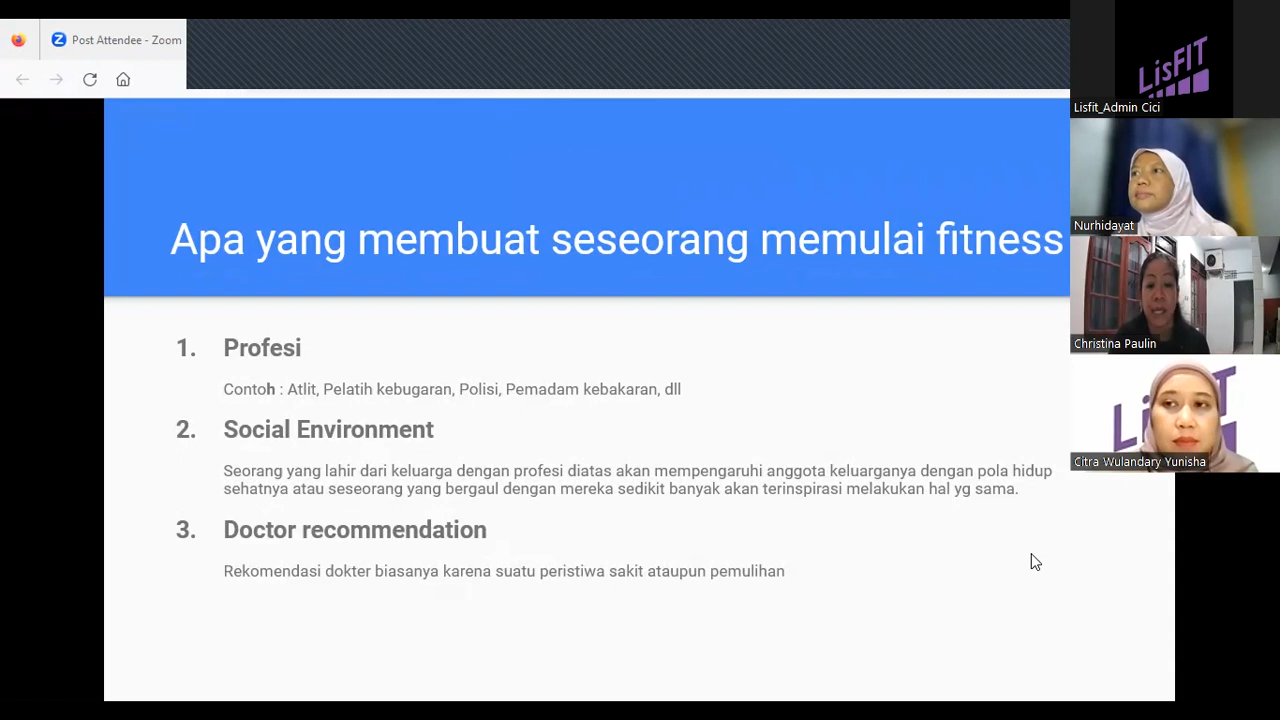 Post Attendee - Zoom
Apa yang membuat seseorang memulai fitness
1. Profesi
Contoh : Atlit, Pelatih kebugaran, Polisi, Pemadam kebakaran, dll
2. Social Environment
Seorang yang lahir dari keluarga dengan profesi diatas akan mempengaruhi anggota keluarganya dengan pola hidup
sehatnya atau seseorang yang bergaul dengan mereka sedikit banyak akan terinspirasi melakukan hal yg sama.
3. Doctor recommendation
Rekomendasi dokter biasanya karena suatu peristiwa sakit ataupun pemulihan
LisFIT
Lisfit_Admin Cici
Nurhidayat
Christina Paulin
Citra Wulandary Yunisha